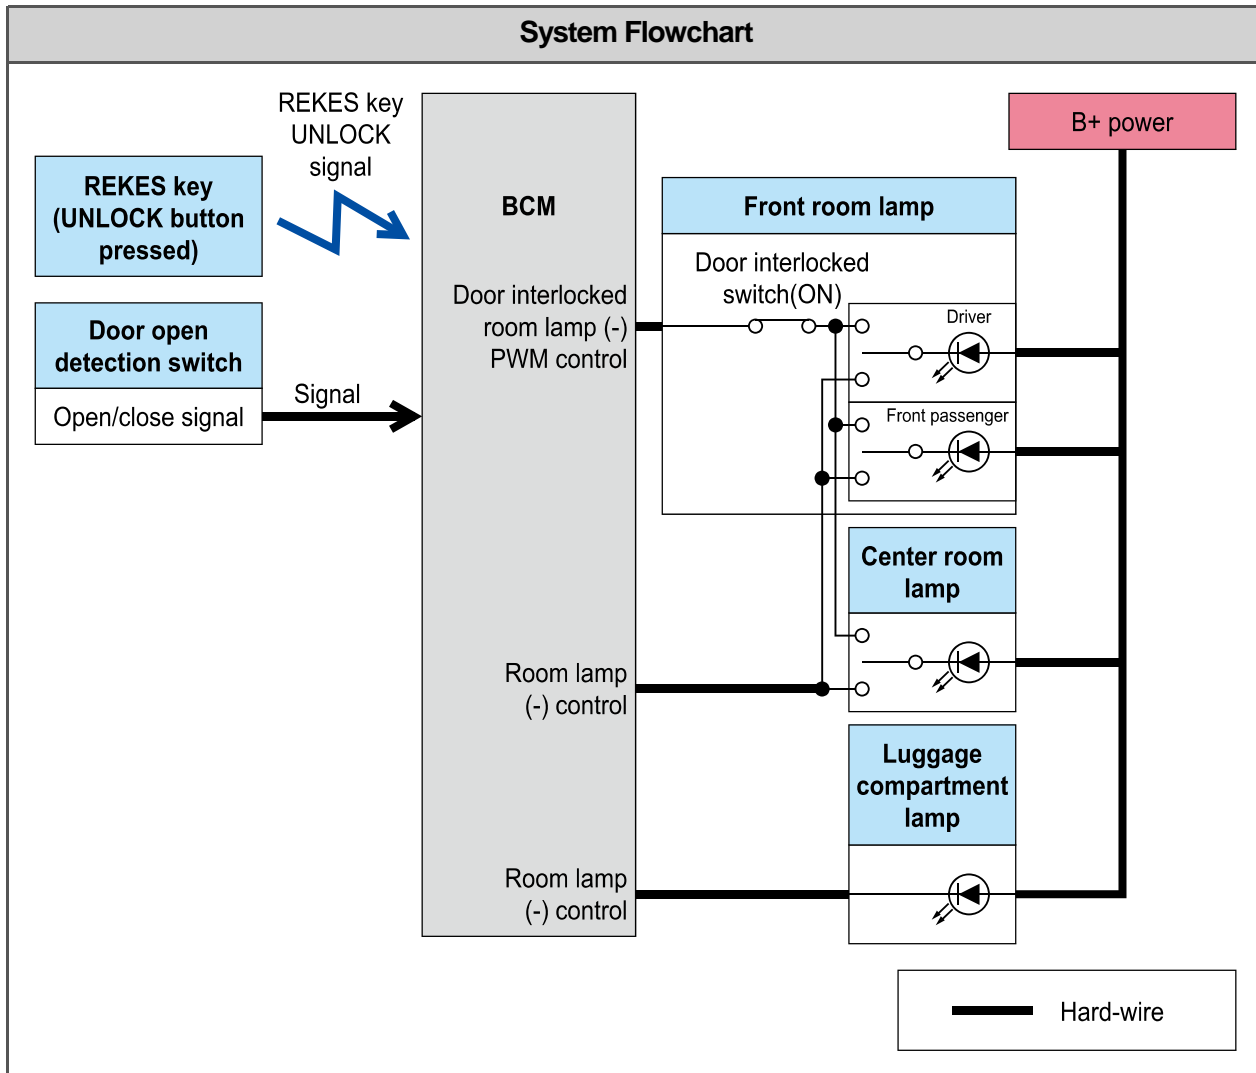 System Flowchart
REKES key
UNLOCK
signal
REKES key
(UNLOCK button
pressed)
Door open
detection switch
Open/close signal
Signal
BCM
Door interlocked
room lamp (-)
PWM control
Room lamp
(-) control
Room lamp
(-) control
B+ power
Front room lamp
Door interlocked
switch(ON)
Driver
Front passenger
Center room
lamp
Luggage
compartment
lamp
Hard-wire